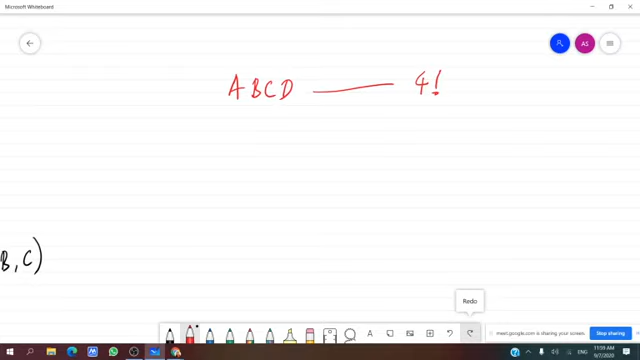 Microsoft Whiteboard
AS
A B C D ——— 4!
B, C)
Redo
A
meet.google.com is sharing your screen.
Stop sharing
ENG
11:09 AM
9/7/2020